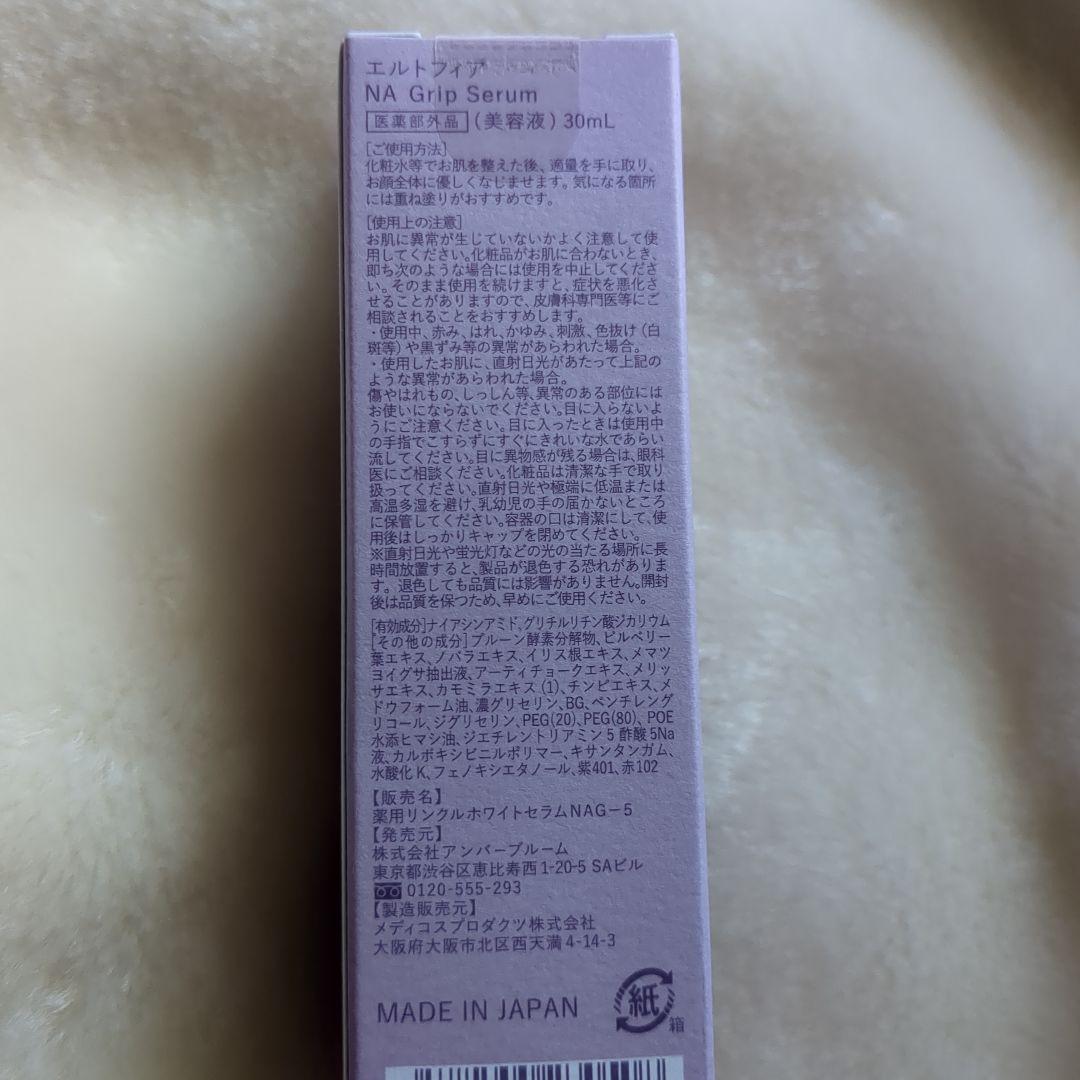 エルトフィア
NA Grip Serum
医薬部外品 (美容液) 30mL
[ご使用方法]
化粧水等でお肌を整えた後、適量を手に取り、
お顔全体に優しくなじませます。気になる箇所
には重ね塗りがおすすめです。
[使用上の注意]
お肌に異常が生じていないかよく注意して使
用してください。化粧品がお肌に合わないとき、
即ち次のような場合には使用を中止してくださ
い。そのまま使用を続けますと、症状を悪化さ
せることがありますので、皮膚科専門医等にご
相談されることをおすすめします。
・使用中、赤み、はれ、かゆみ、刺激、色抜け(白
斑等)や黒ずみ等の異常があらわれた場合。
・使用したお肌に、直射日光があたって上記の
ような異常があらわれた場合。
傷やはれもの、しっしん等、異常のある部位には
お使いにならないでください。目に入らないよ
うにご注意ください。目に入ったときは使用中
の手指でこすらずにすぐにきれいな水であらい
流してください。目に異物感が残る場合は、眼科
医にご相談ください。化粧品は清潔な手で取り
扱ってください。直射日光や極端に低温または
高温多湿を避け、乳幼児の手の届かないところ
に保管してください。容器の口は清潔にして、使
用後はしっかりキャップを閉めてください。
※直射日光や蛍光灯などの光の当たる場所に長
時間放置すると、製品が退色する恐れがありま
す。退色しても品質には影響がありません。開封
後は品質を保つため、早めにご使用ください。
[有効成分]ナイアシンアミド、グリチルリチン酸ジカリウム
[その他の成分]プルーン酵素分解物、ビルベリー
葉エキス、ノバラエキス、イリス根エキス、メマツ
ヨイグサ抽出液、アーティチョークエキス、メリッ
サエキス、カモミラエキス(1)、チンピエキス、メ
ドウフォーム油、濃グリセリン、BG、ペンチレング
リコール、ジグリセリン、PEG(20)、PEG(80)、POE
水添ヒマシ油、ジエチレントリアミン5酢酸5Na
液、カルボキシビニルポリマー、キサンタンガム、
水酸化K、フェノキシエタノール、紫401、赤102
【販売名】
薬用リンクルホワイトセラムNAG-5
【発売元】
株式会社アンバーブルーム
東京都渋谷区恵比寿西1-20-5 SAビル
0120-555-293
【製造販売元】
メディコスプロダクツ株式会社
大阪府大阪市北区西天満4-14-3
MADE IN JAPAN
紙
箱